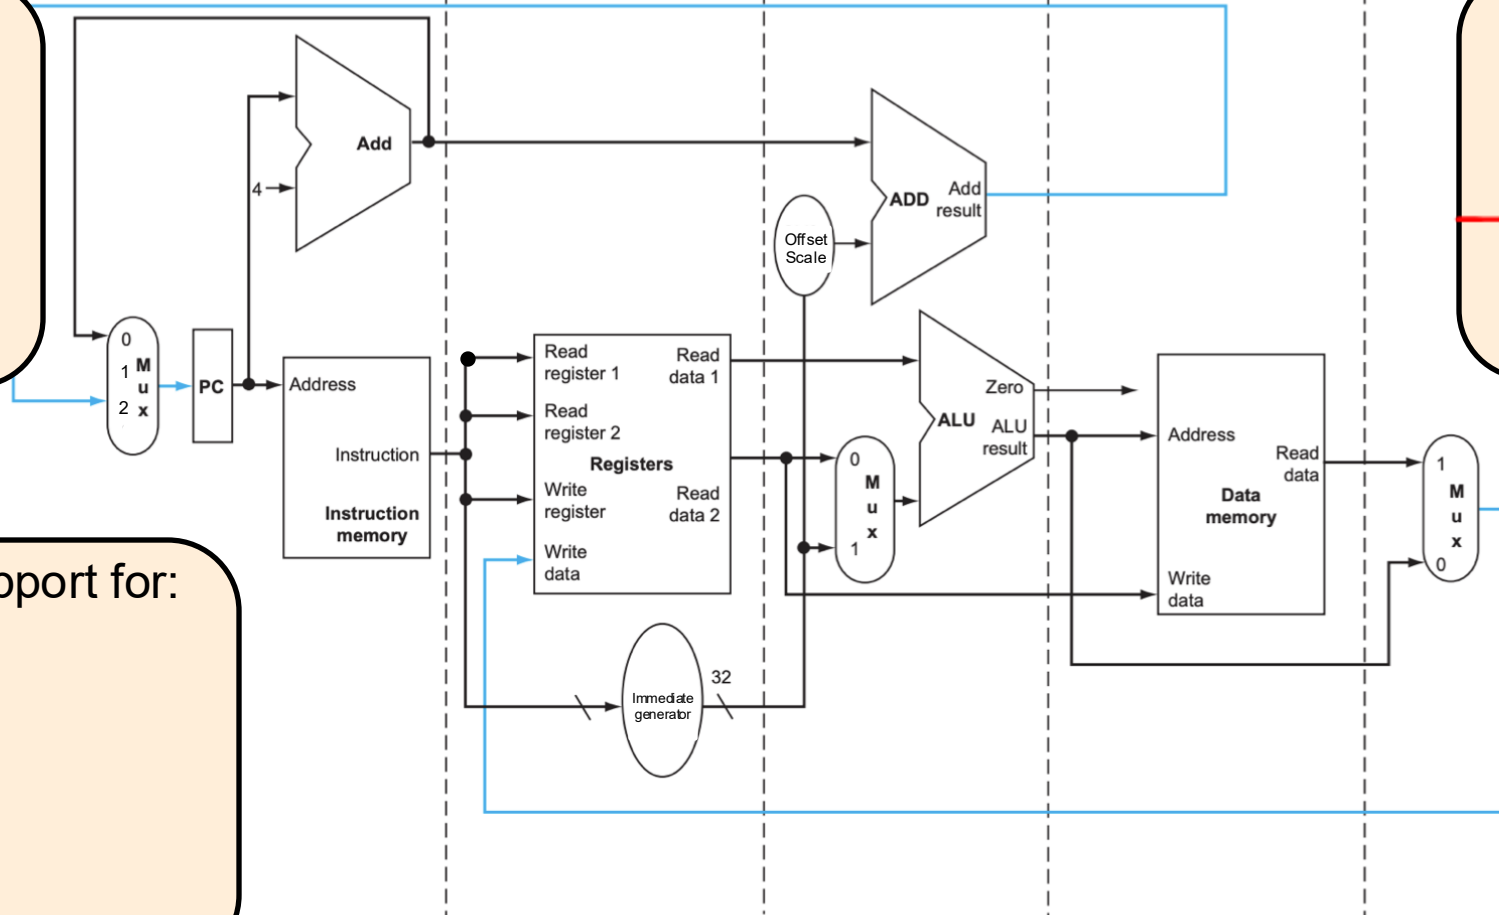 Add
4
ADD
Add
result
Offset
Scale
0
1
2
M
u
x
PC
Address
Instruction
Instruction
memory
Read
register 1
Read
register 2
Write
register
Write
data
Registers
Read
data 1
Read
data 2
0
M
u
x
1
Zero
ALU
ALU
result
Address
Read
data
Data
memory
Write
data
1
M
u
x
0
pport for:
Immediate
generator
32